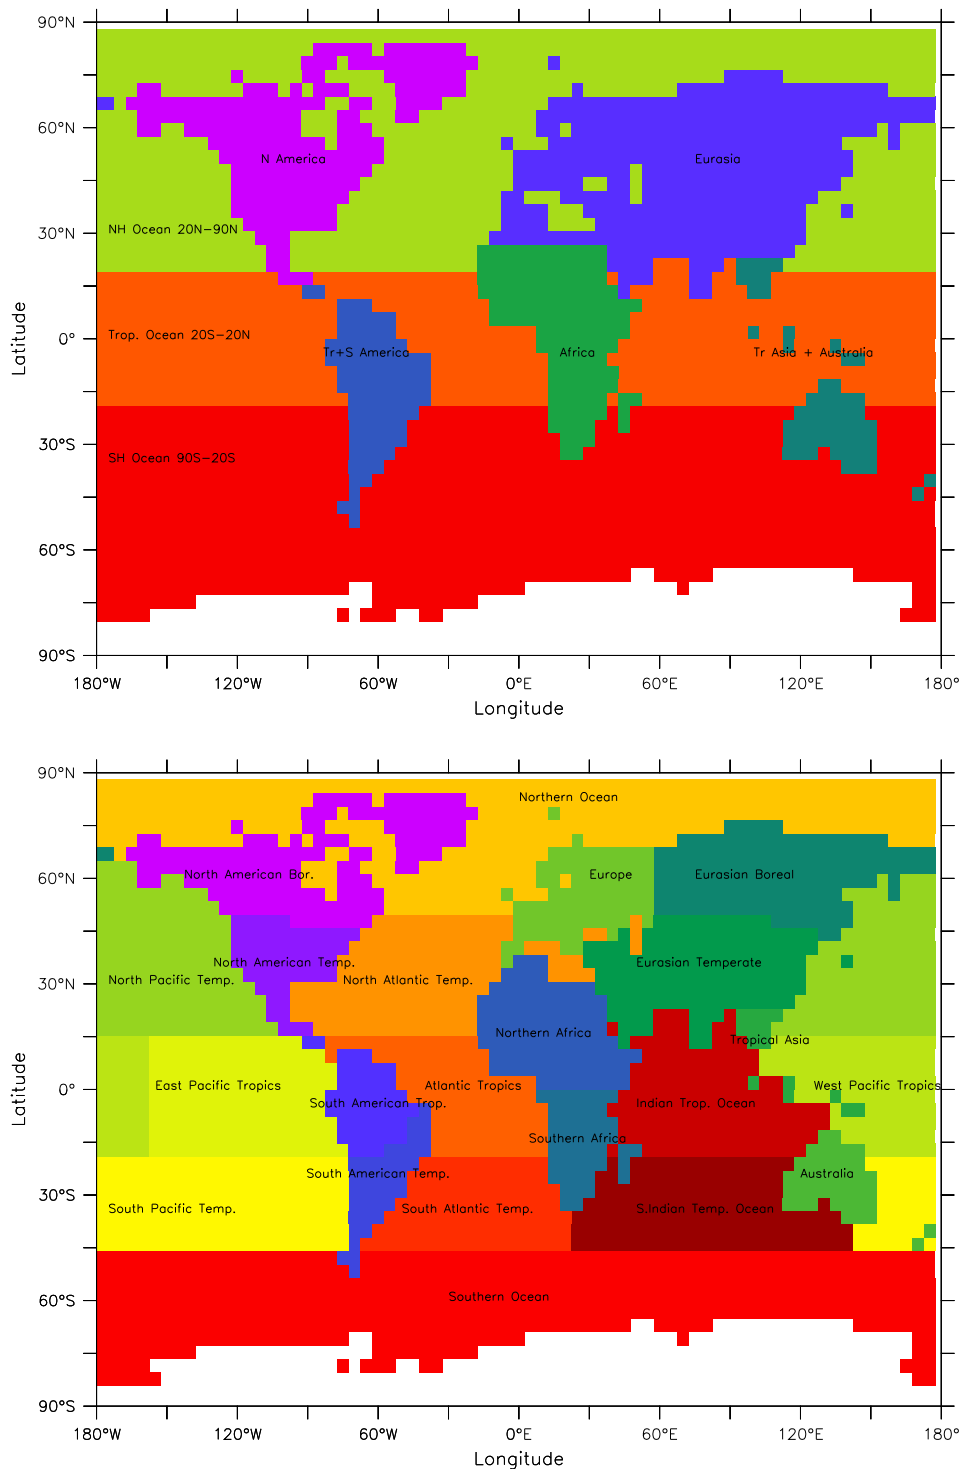 90°N
60°N
N America
Eurasia
NH Ocean 20N-90N
30°N
Latitude
Trop. Ocean 20S-20N
0°
Tr+S America
Africa
Tr Asia + Australia
30°S
SH Ocean 90S-20S
60°S
90°S
180°W 120°W 60°W 0°E 60°E 120°E 180°
Longitude
90°N
Northern Ocean
60°N
North American Bor.
Europe
Eurasian Boreal
North American Temp.
Eurasian Temperate
North Pacific Temp.
North Atlantic Temp.
30°N
Northern Africa
Tropical Asia
Latitude
0°
East Pacific Tropics
Atlantic Tropics
West Pacific Tropics
South American Trop.
Indian Trop. Ocean
Southern Africa
South American Temp.
Australia
30°S
South Pacific Temp.
South Atlantic Temp.
S.Indian Temp. Ocean
60°S
Southern Ocean
90°S
180°W 120°W 60°W 0°E 60°E 120°E 180°
Longitude